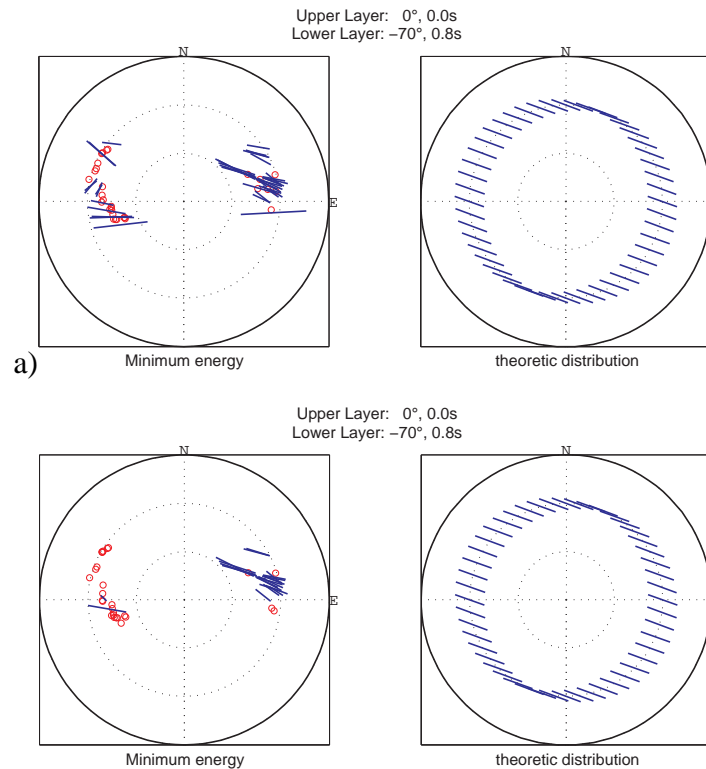 Upper Layer: 0°, 0.0s
Lower Layer: −70°, 0.8s
N
E
a)
Minimum energy
theoretic distribution
Upper Layer: 0°, 0.0s
Lower Layer: −70°, 0.8s
N
E
Minimum energy
theoretic distribution